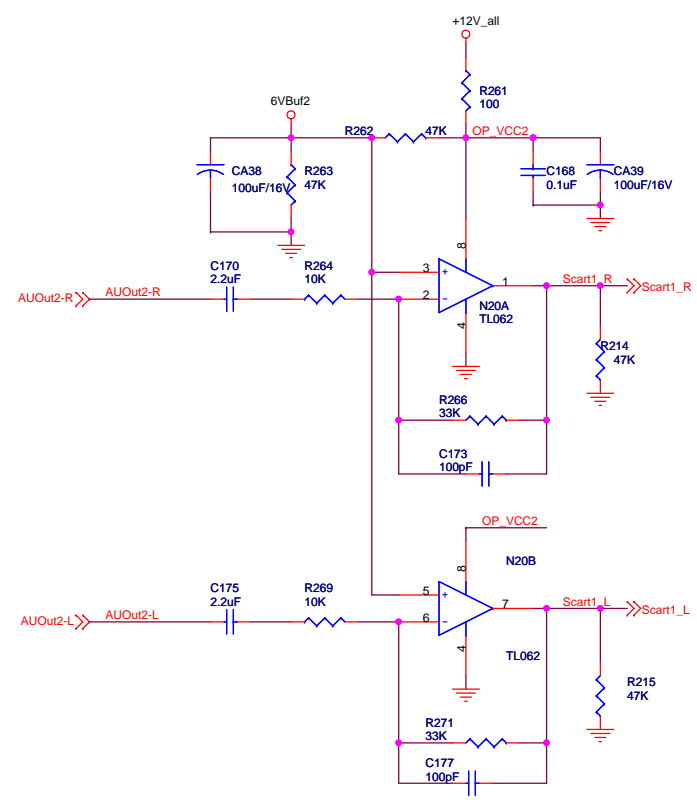 +12V_all
R261
100
6VBuf2
R262
47K
OP_VCC2
CA38
100uF/16V
R263
47K
C168
0.1uF
CA39
100uF/16V
8
C170
2.2uF
R264
10K
3
+
1
Scart1_R
Scart1_R
AUOut2-R
AUOut2-R
2
-
N20A
TL062
4
R214
47K
R266
33K
C173
100pF
OP_VCC2
N20B
8
C175
2.2uF
R269
10K
5
+
7
Scart1_L
Scart1_L
AUOut2-L
AUOut2-L
6
-
4
TL062
R215
47K
R271
33K
C177
100pF